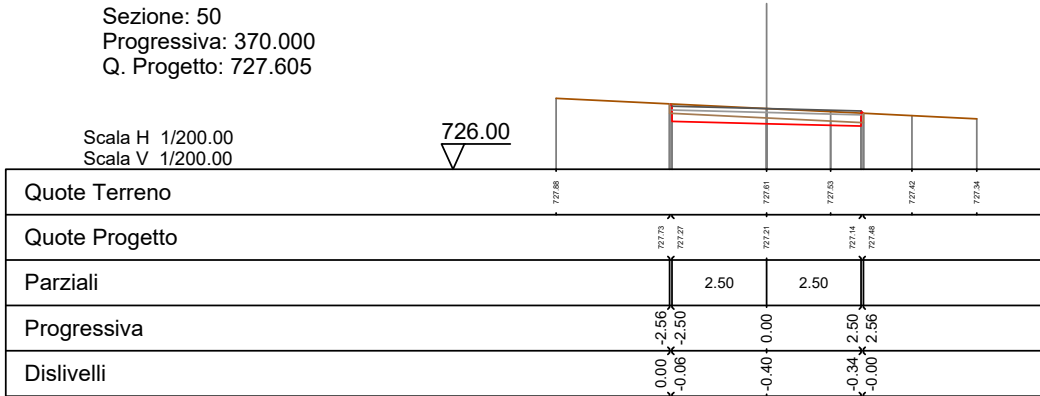 Sezione: 50
Progressiva: 370.000
Q. Progetto: 727.605
Scala H 1/200.00
Scala V 1/200.00
726.00
Quote Terreno 727.88 727.61 727.53 727.42 727.34
Quote Progetto 727.73 727.27 727.21 727.14 727.48
Parziali 2.50 2.50
Progressiva -2.56 -2.50 0.00 2.50 2.56
Dislivelli 0.00 -0.06 -0.40 -0.34 -0.00